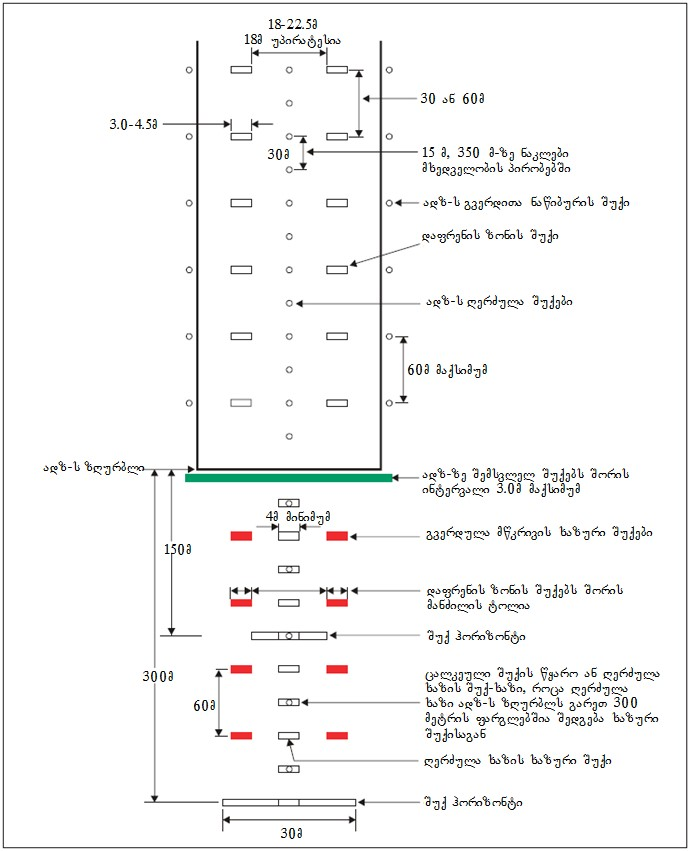 18-22.5მ
18მ უპირატესია
30 ან 60მ
3.0-4.5მ
30მ
15 მ, 350 მ-ზე ნაკლები
მხედველობის პირობებში
ადზ-ს გვერდითა ნაწიბურის შუქი
დაფრენის ზონის შუქი
ადზ-ს ღერძულა შუქები
60მ მაქსიმუმ
ადზ-ს ზღურბლი
ადზ-ზე შემსვლელ შუქებს შორის
ინტერვალი 3.0მ მაქსიმუმ
4მ მინიმუმ
გვერდულა მწკრივის ხაზური შუქები
150მ
დაფრენის ზონის შუქებს შორის
მანძილის ტოლია
შუქ ჰორიზონტი
300მ
60მ
ცალკეული შუქის წყარო ან ღერძულა
ხაზის შუქ-ხაზი, როცა ღერძულა
ხაზი ადზ-ს ზღურბლს გარეთ 300
მეტრის ფარგლებშია შედგება ხაზური
შუქისაგან
ღერძულა ხაზის ხაზური შუქი
შუქ ჰორიზონტი
30მ